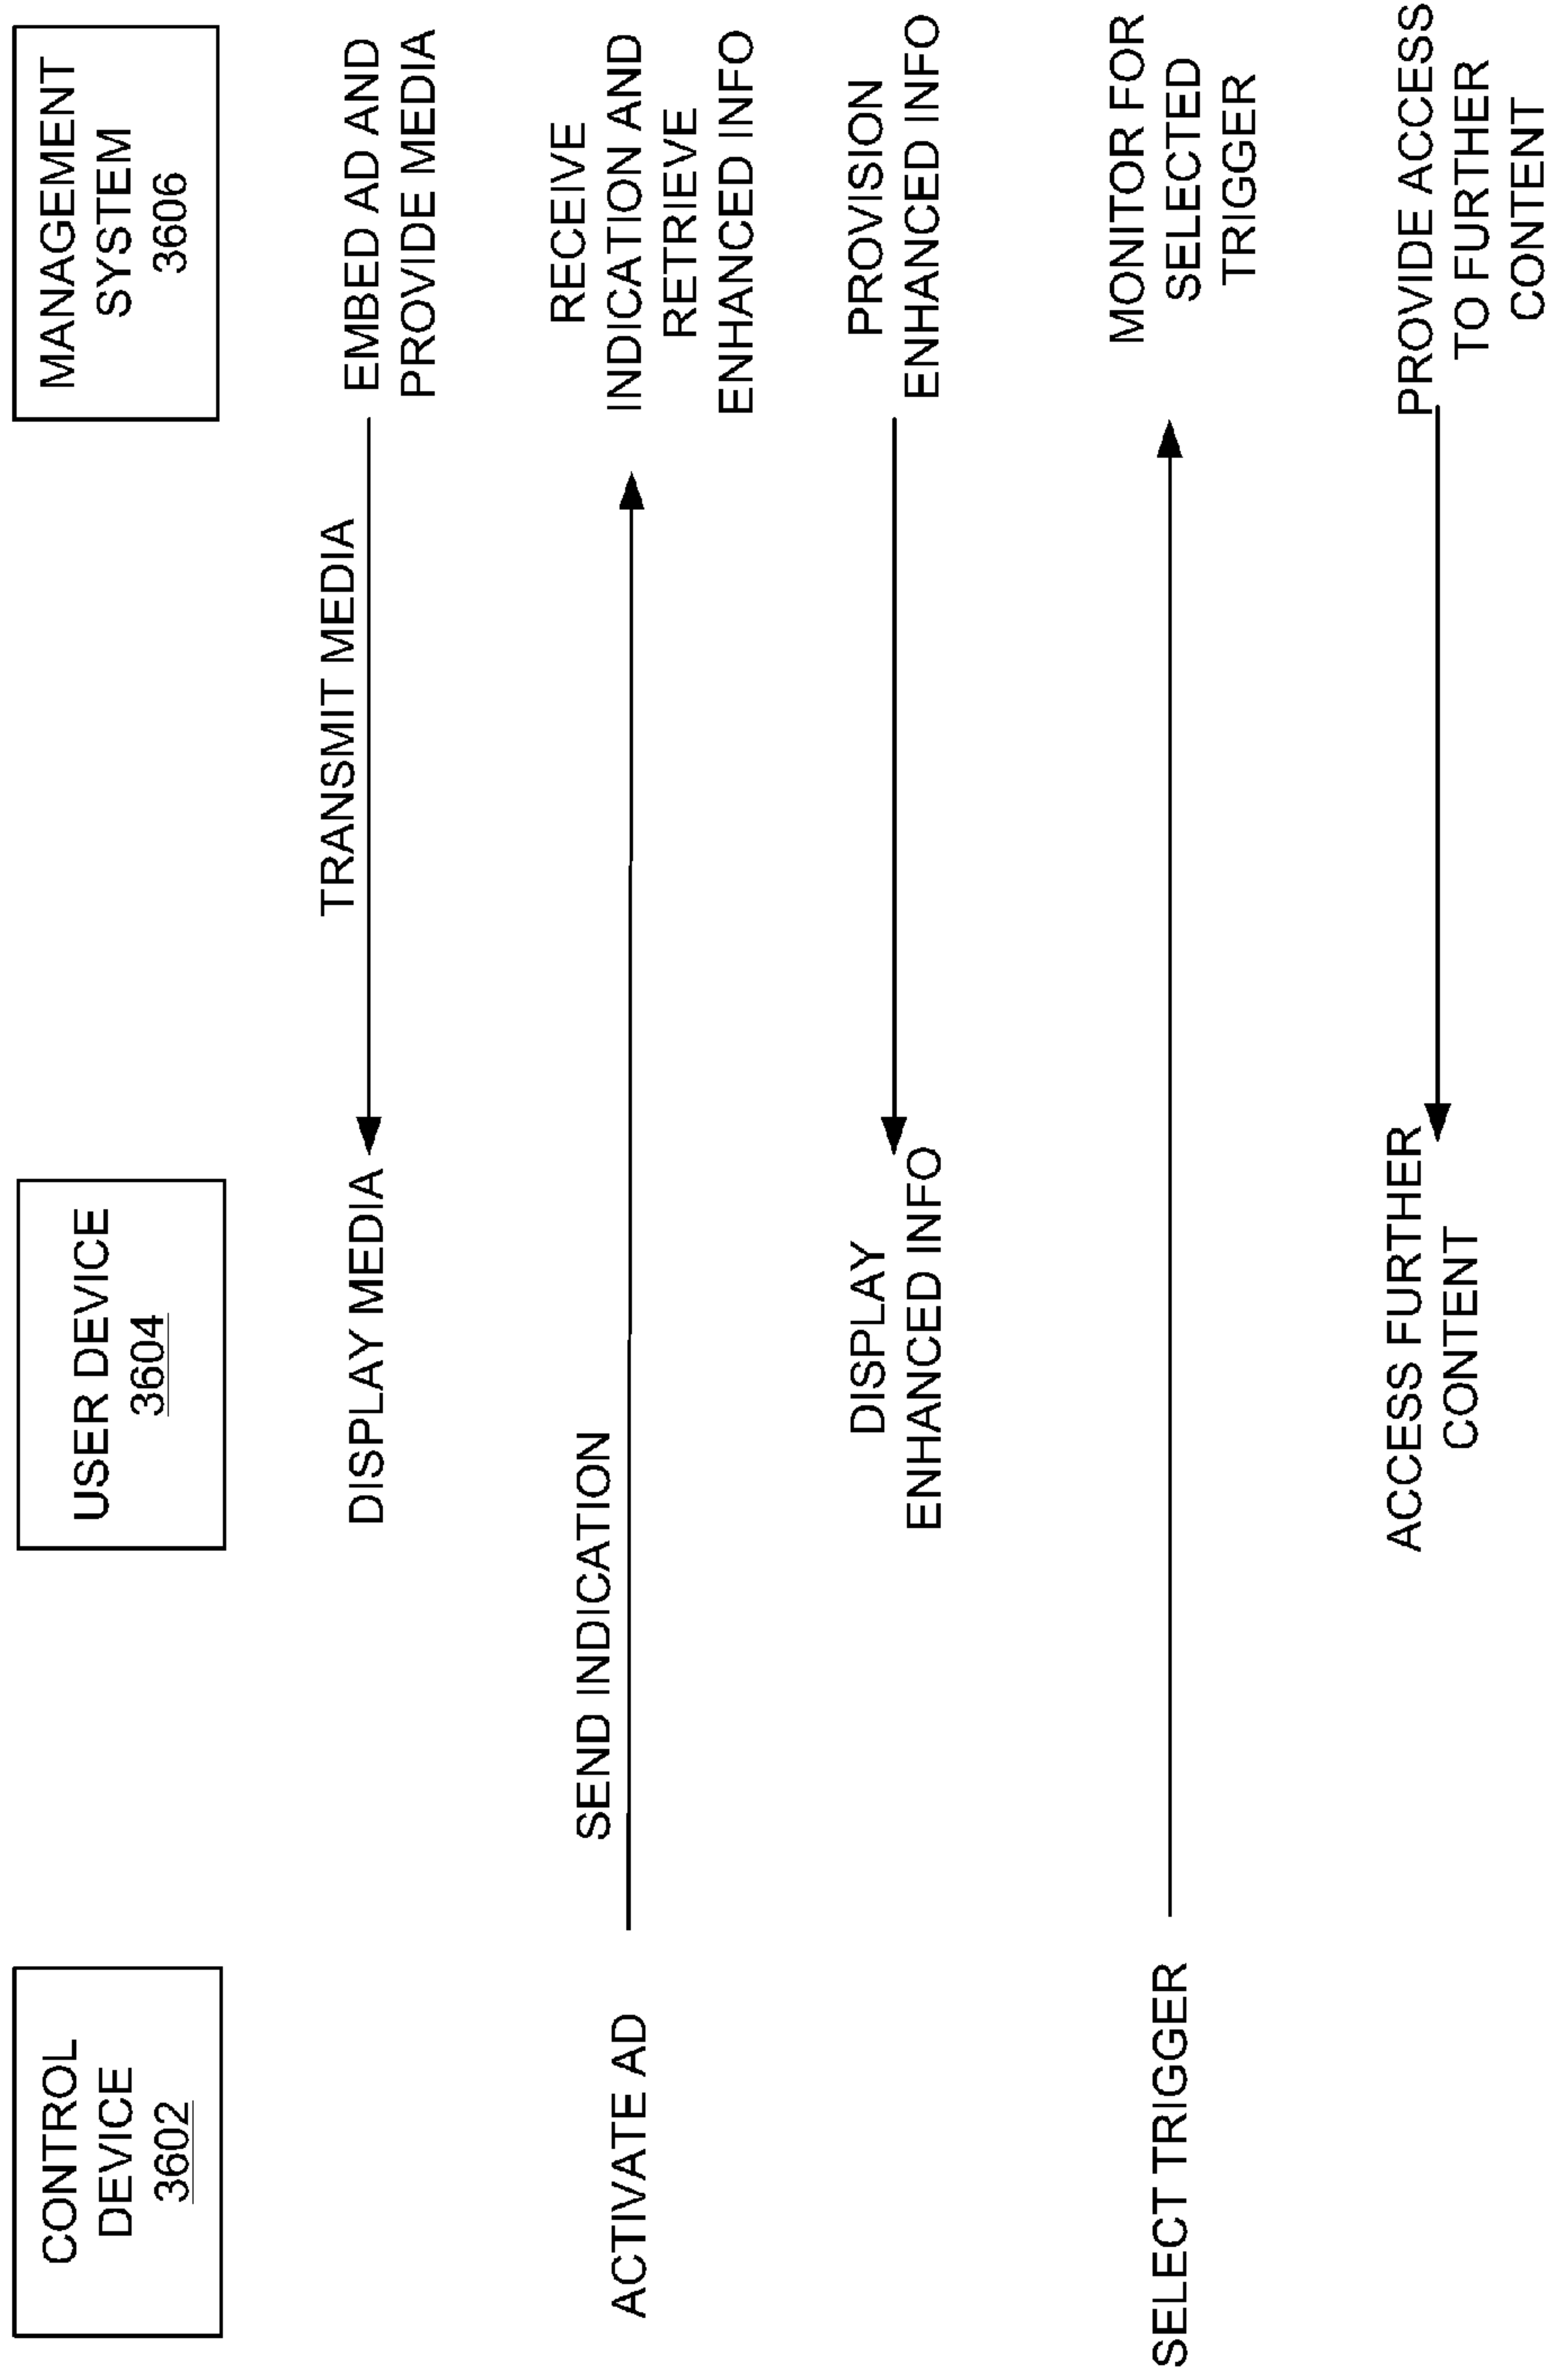 CONTROL
DEVICE
3602
USER DEVICE
3604
MANAGEMENT
SYSTEM
3606
DISPLAY MEDIA
TRANSMIT MEDIA
EMBED AD AND
PROVIDE MEDIA
ACTIVATE AD
SEND INDICATION
RECEIVE
INDICATION AND
RETRIEVE
ENHANCED INFO
DISPLAY
ENHANCED INFO
PROVISION
ENHANCED INFO
SELECT TRIGGER
MONITOR FOR
SELECTED
TRIGGER
ACCESS FURTHER
CONTENT
PROVIDE ACCESS
TO FURTHER
CONTENT